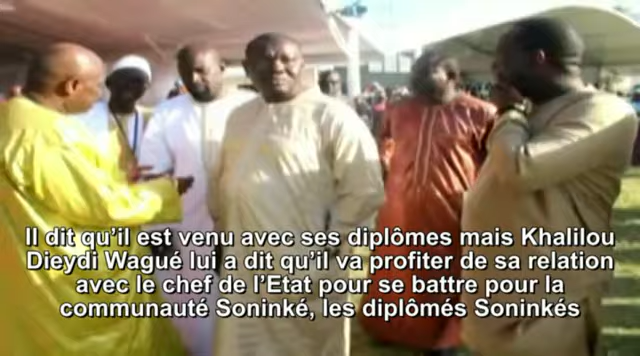 Il dit qu'il est venu avec ses diplômes mais Khalilou
Dieydi Wagué lui a dit qu'il va profiter de sa relation
avec le chef de l'Etat pour se battre pour la
communauté Soninké, les diplômés Soninkés